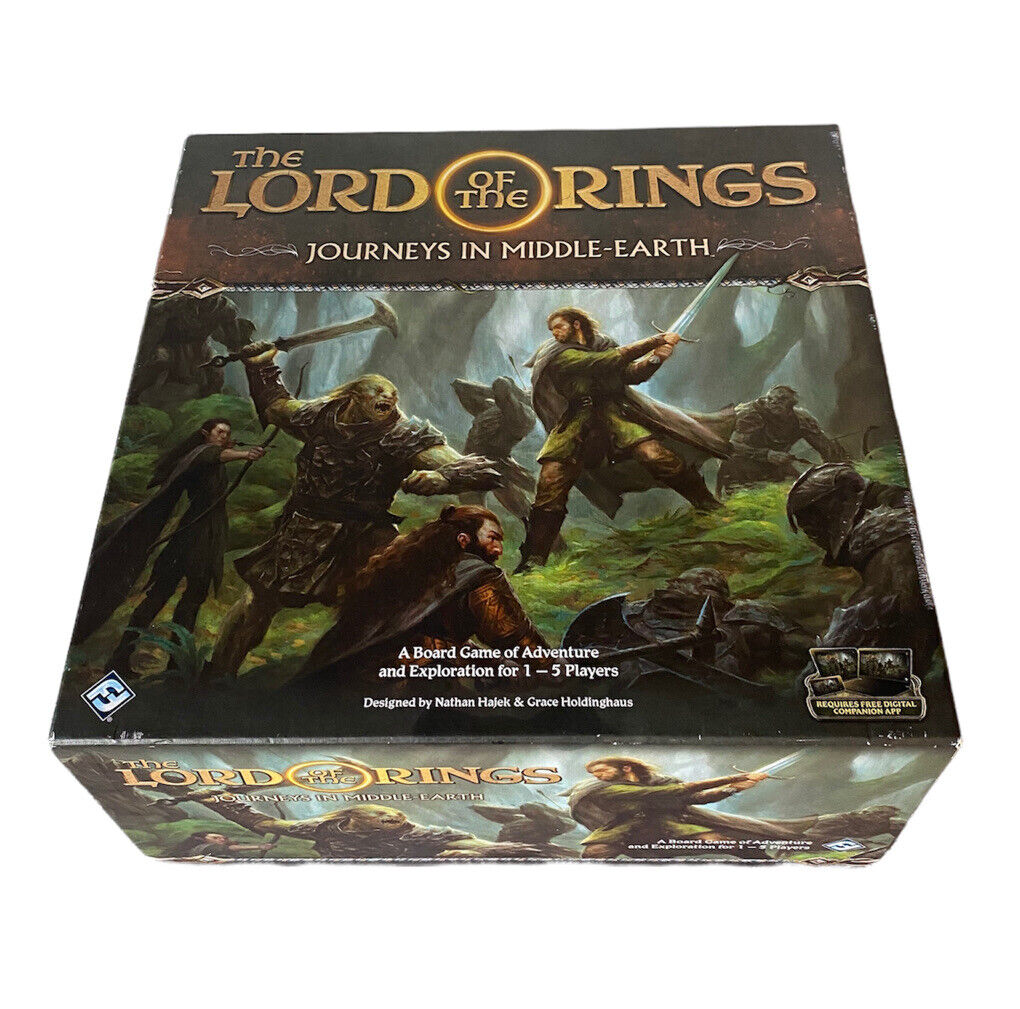 THE
LORD OF THE RINGS
JOURNEYS IN MIDDLE-EARTH
A Board Game of Adventure
and Exploration for 1 – 5 Players
Designed by Nathan Hajek & Grace Holdinghaus
REQUIRES FREE DIGITAL
COMPANION APP
THE
LORD OF THE RINGS
JOURNEYS IN MIDDLE-EARTH
A Board Game of Adventure
and Exploration for 1 – 5 Players